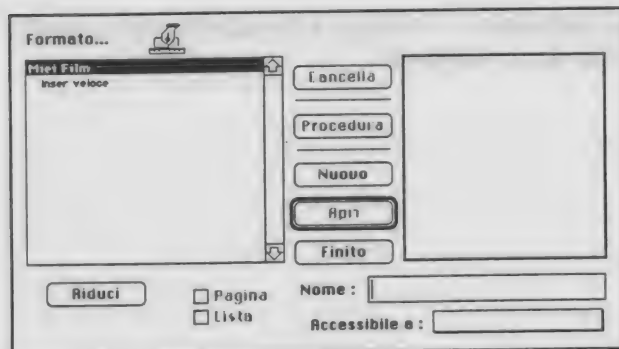 Formato...
Miei Film
Inser veloce
Cancella
Procedura
Nuovo
Apri
Finito
Riduci
Pagina
Lista
Nome :
Accessibile a :